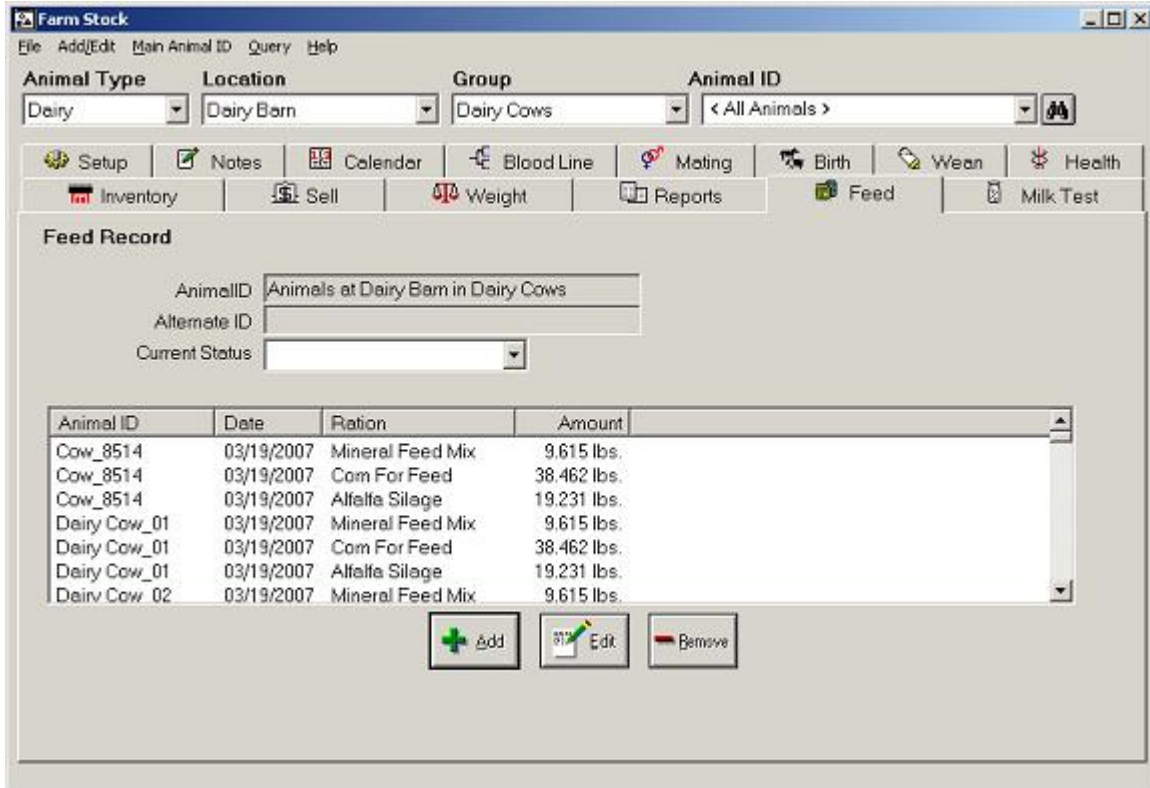 Farm Stock
File Add/Edit Main Animal ID Query Help
Animal Type Location Group Animal ID
Dairy Dairy Barn Dairy Cows < All Animals >
Setup Notes Calendar Blood Line Mating Birth Wean Health
Inventory Sell Weight Reports Feed Milk Test
Feed Record
AnimalID Animals at Dairy Barn in Dairy Cows
Alternate ID
Current Status
Animal ID Date Ration Amount
Cow_8514 03/19/2007 Mineral Feed Mix 9.615 lbs.
Cow_8514 03/19/2007 Corn For Feed 38.462 lbs.
Cow_8514 03/19/2007 Alfalfa Silage 19.231 lbs.
Dairy Cow_01 03/19/2007 Mineral Feed Mix 9.615 lbs.
Dairy Cow_01 03/19/2007 Corn For Feed 38.462 lbs.
Dairy Cow_01 03/19/2007 Alfalfa Silage 19.231 lbs.
Dairy Cow_02 03/19/2007 Mineral Feed Mix 9.615 lbs.
Add Edit Remove